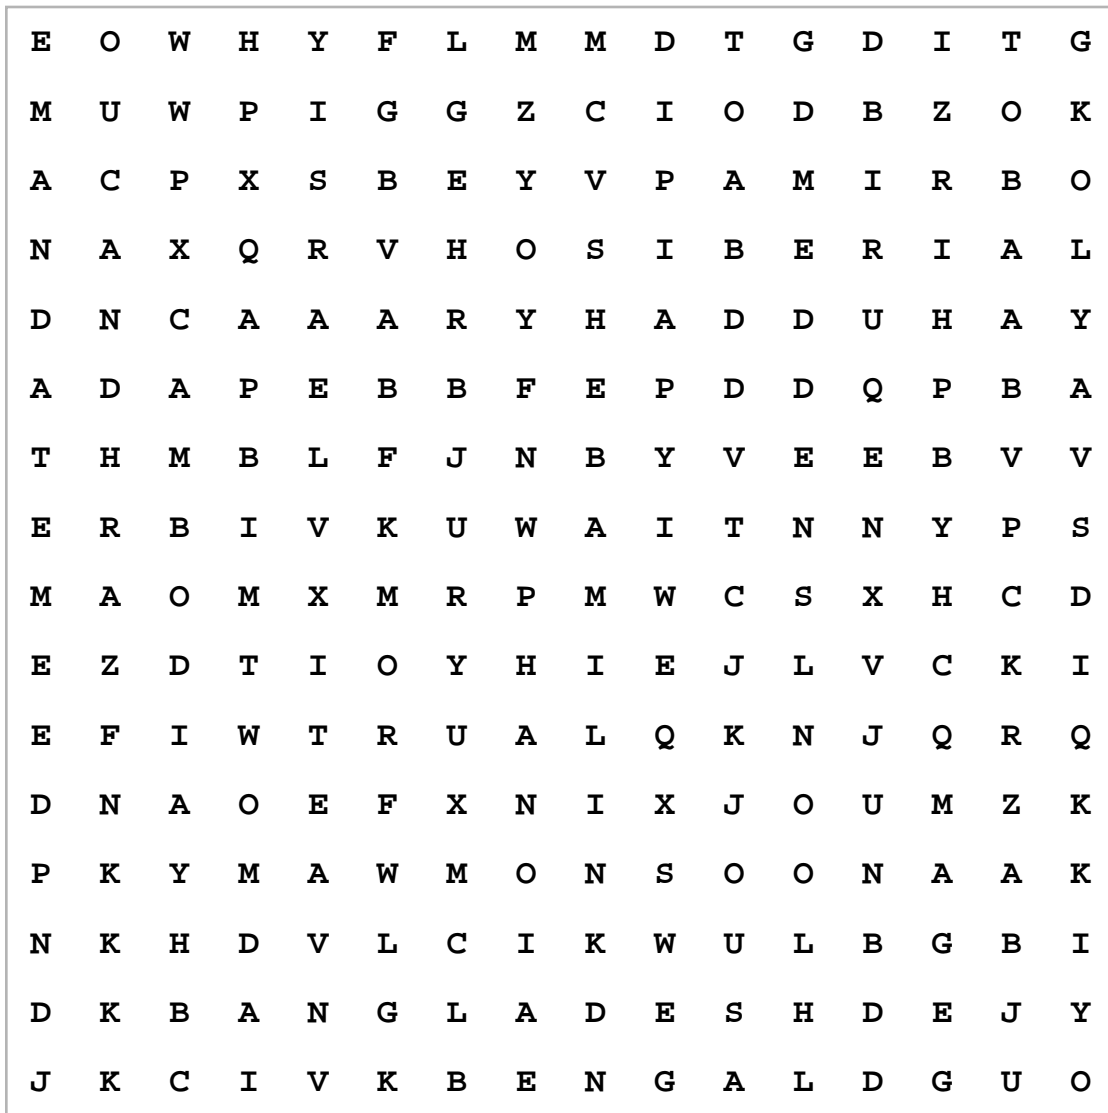 E O W H Y F L M M D T G D I T G
M U W P I G G Z C I O D B Z O K
A C P X S B E Y V P A M I R B O
N A X Q R V H O S I B E R I A L
D N C A A A R Y H A D D U H A Y
A D A P E B B F E P D D Q P B A
T H M B L F J N B Y V E E B V V
E R B I V K U W A I T N N Y P S
M A O M X M R P M W C S X H C D
E Z D T I O Y H I E J L V C K I
E F I W T R U A L Q K N J Q R Q
D N A O E F X N I X J O U M Z K
P K Y M A W M O N S O O N A A K
N K H D V L C I K W U L B G B I
D K B A N G L A D E S H D E J Y
J K C I V K B E N G A L D G U O